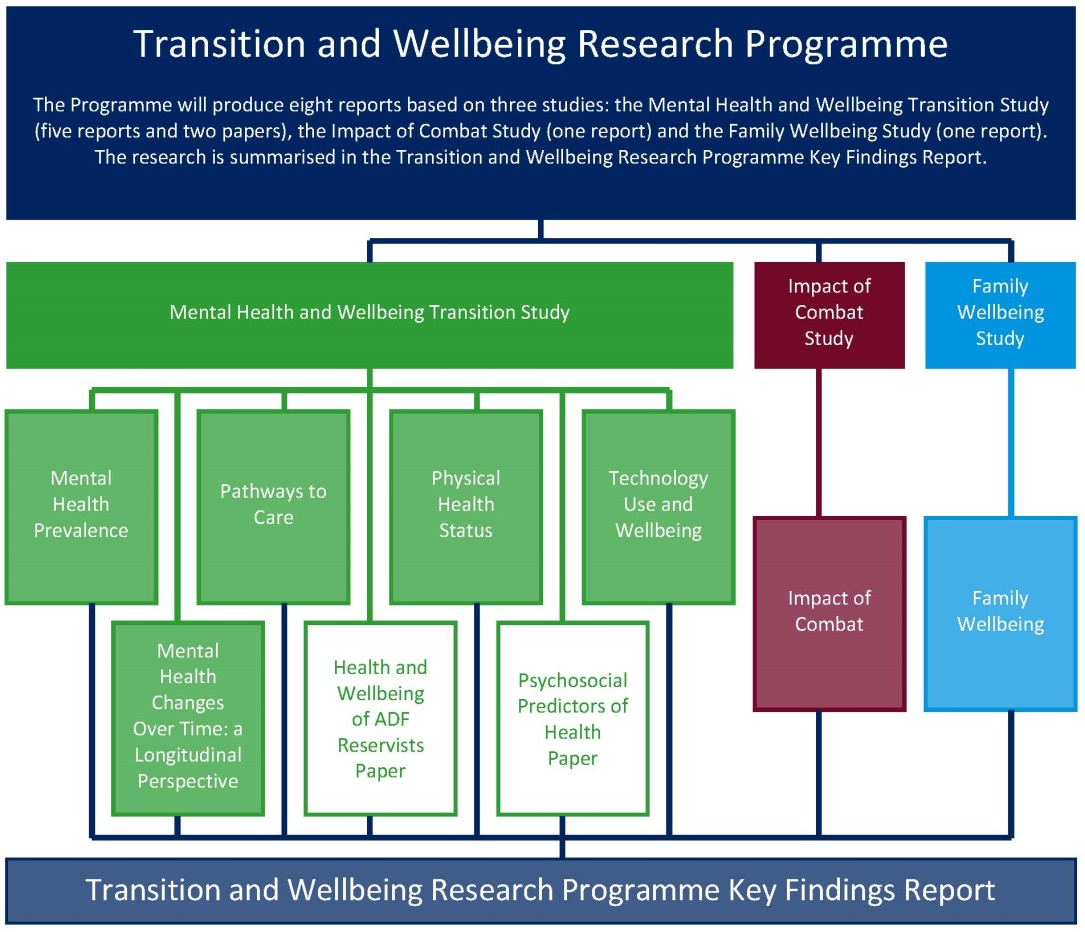 Transition and Wellbeing Research Programme
The Programme will produce eight reports based on three studies: the Mental Health and Wellbeing Transition Study
(five reports and two papers), the Impact of Combat Study (one report) and the Family Wellbeing Study (one report).
The research is summarised in the Transition and Wellbeing Research Programme Key Findings Report.
Mental Health and Wellbeing Transition Study
Impact of
Combat
Study
Family
Wellbeing
Study
Mental
Health
Prevalence
Pathways to
Care
Physical
Health
Status
Technology
Use and
Wellbeing
Impact of
Combat
Family
Wellbeing
Mental
Health
Changes
Over Time: a
Longitudinal
Perspective
Health and
Wellbeing
of ADF
Reservists
Paper
Psychosocial
Predictors of
Health
Paper
Transition and Wellbeing Research Programme Key Findings Report